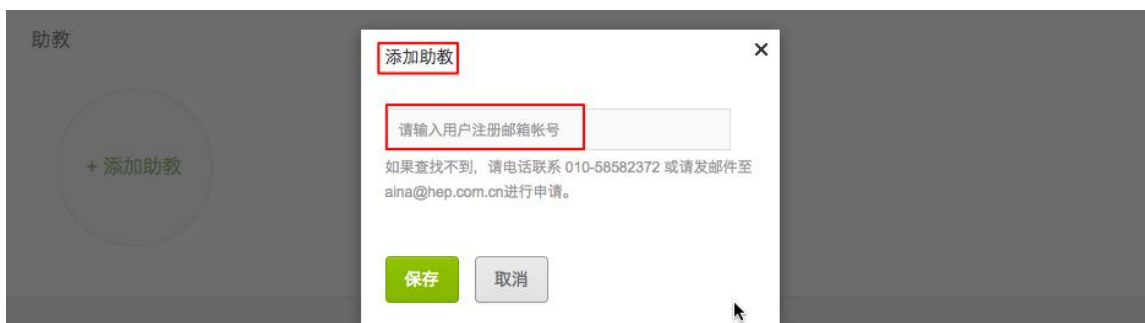 助教
添加助教
请输入用户注册邮箱帐号
如果查找不到，请电话联系 010-58582372 或请发邮件至
aina@hep.com.cn进行申请。
+ 添加助教
保存
取消